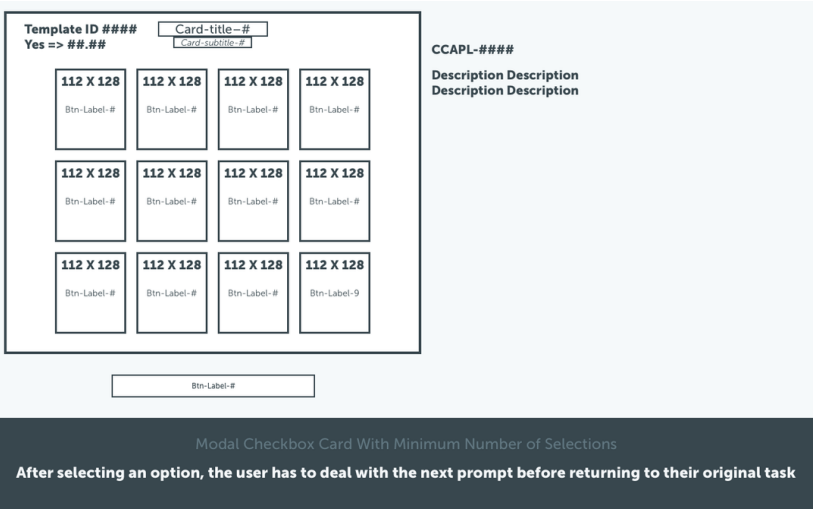 Template ID ####
Yes => ##.##
Card-title–#
Card-subtitle-#
CCAPL-####
Description Description
Description Description
112 X 128 112 X 128 112 X 128 112 X 128
Btn-Label-# Btn-Label-# Btn-Label-# Btn-Label-#
112 X 128 112 X 128 112 X 128 112 X 128
Btn-Label-# Btn-Label-# Btn-Label-# Btn-Label-#
112 X 128 112 X 128 112 X 128 112 X 128
Btn-Label-# Btn-Label-# Btn-Label-# Btn-Label-9
Btn-Label-#
Modal Checkbox Card With Minimum Number of Selections
After selecting an option, the user has to deal with the next prompt before returning to their original task